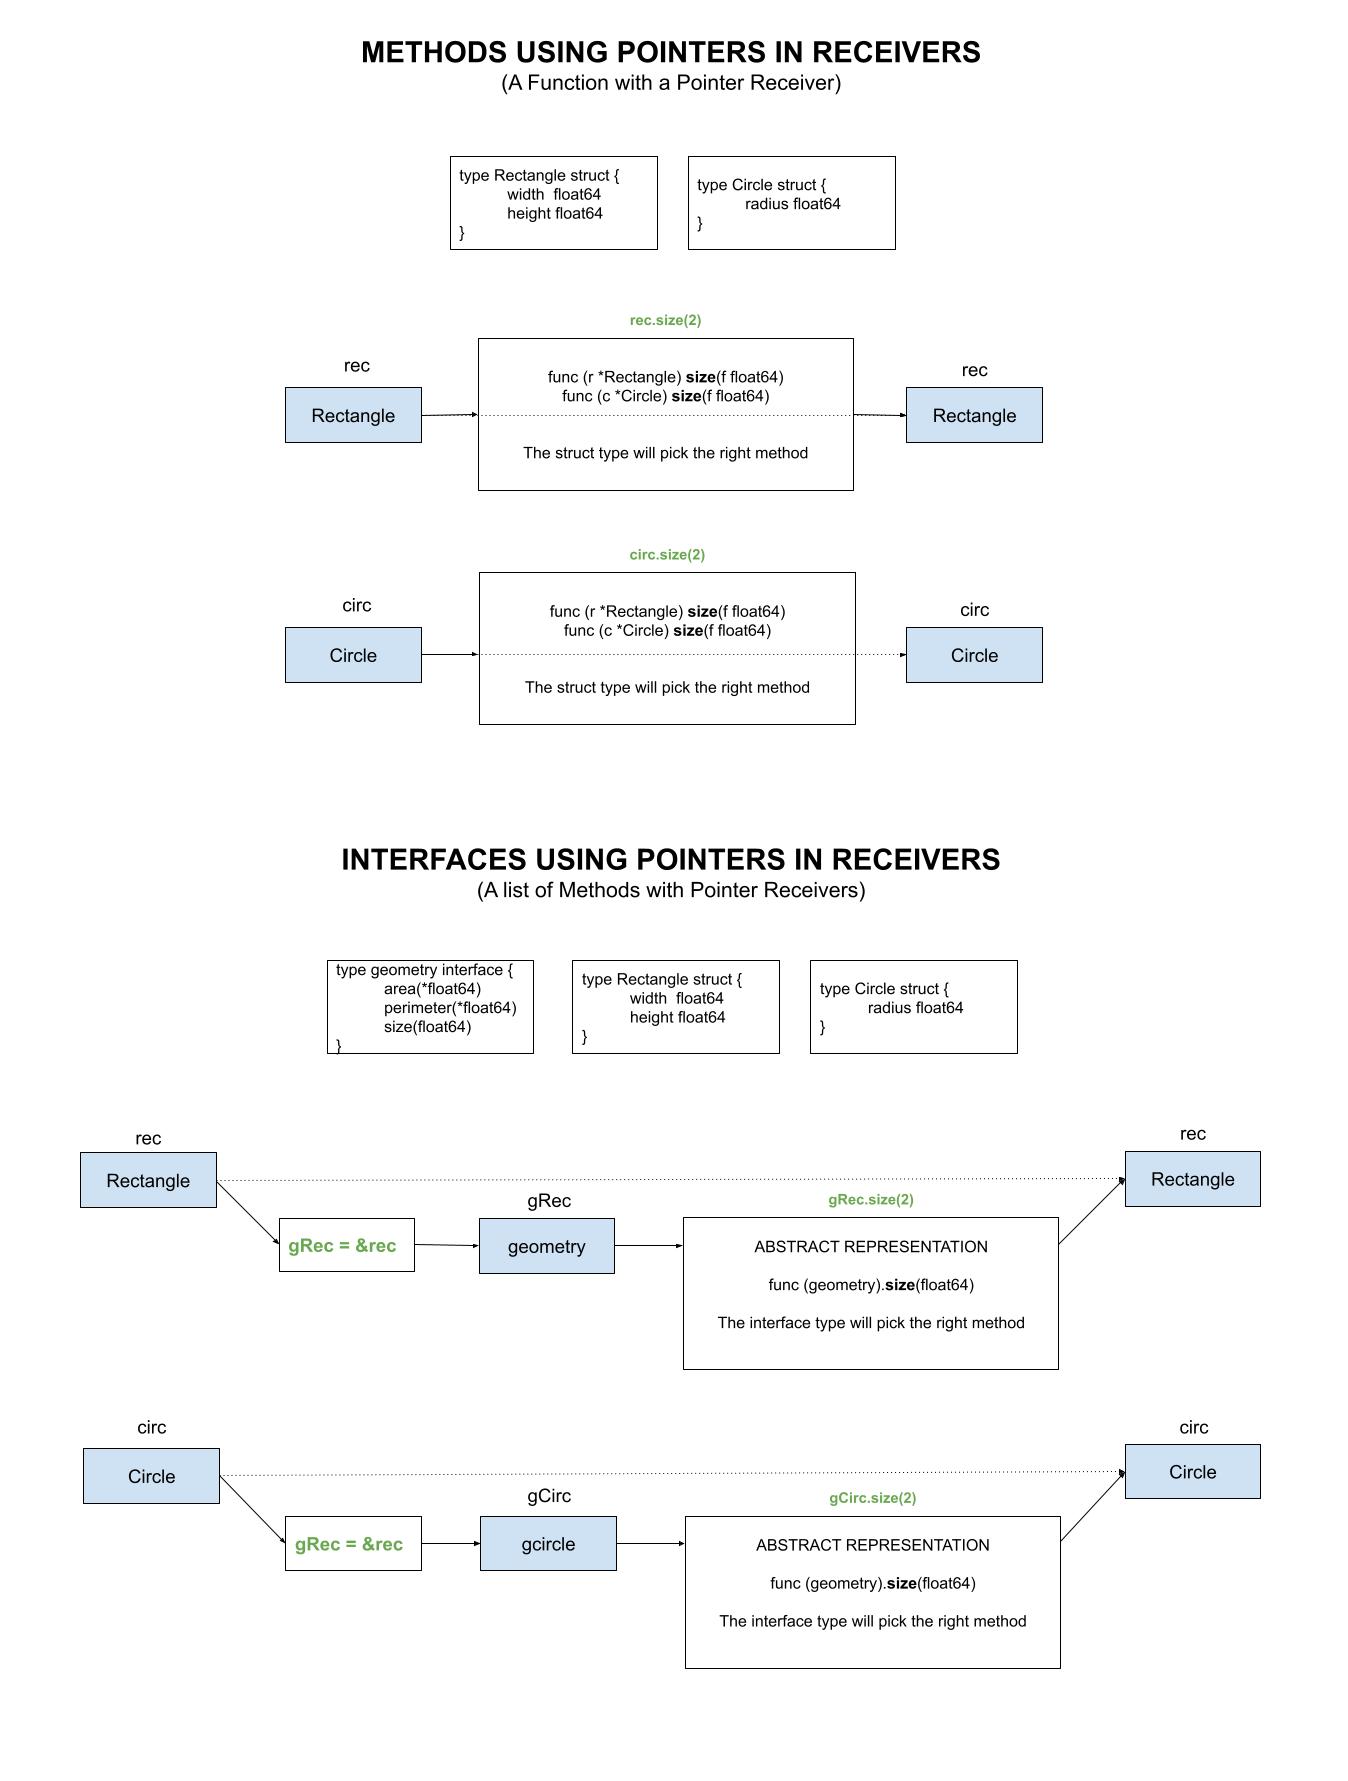 METHODS USING POINTERS IN RECEIVERS
(A Function with a Pointer Receiver)
type Rectangle struct {
width  float64
height float64
}
type Circle struct {
radius float64
}
rec.size(2)
rec
Rectangle
func (r *Rectangle) size(f float64)
func (c *Circle) size(f float64)
The struct type will pick the right method
rec
Rectangle
circ.size(2)
circ
Circle
func (r *Rectangle) size(f float64)
func (c *Circle) size(f float64)
The struct type will pick the right method
circ
Circle
INTERFACES USING POINTERS IN RECEIVERS
(A list of Methods with Pointer Receivers)
type geometry interface {
area(*float64)
perimeter(*float64)
size(float64)
}
type Rectangle struct {
width  float64
height float64
}
type Circle struct {
radius float64
}
rec
Rectangle
gRec = &rec
gRec
geometry
gRec.size(2)
ABSTRACT REPRESENTATION
func (geometry).size(float64)
The interface type will pick the right method
rec
Rectangle
circ
Circle
gRec = &rec
gCirc
gcircle
gCirc.size(2)
ABSTRACT REPRESENTATION
func (geometry).size(float64)
The interface type will pick the right method
circ
Circle